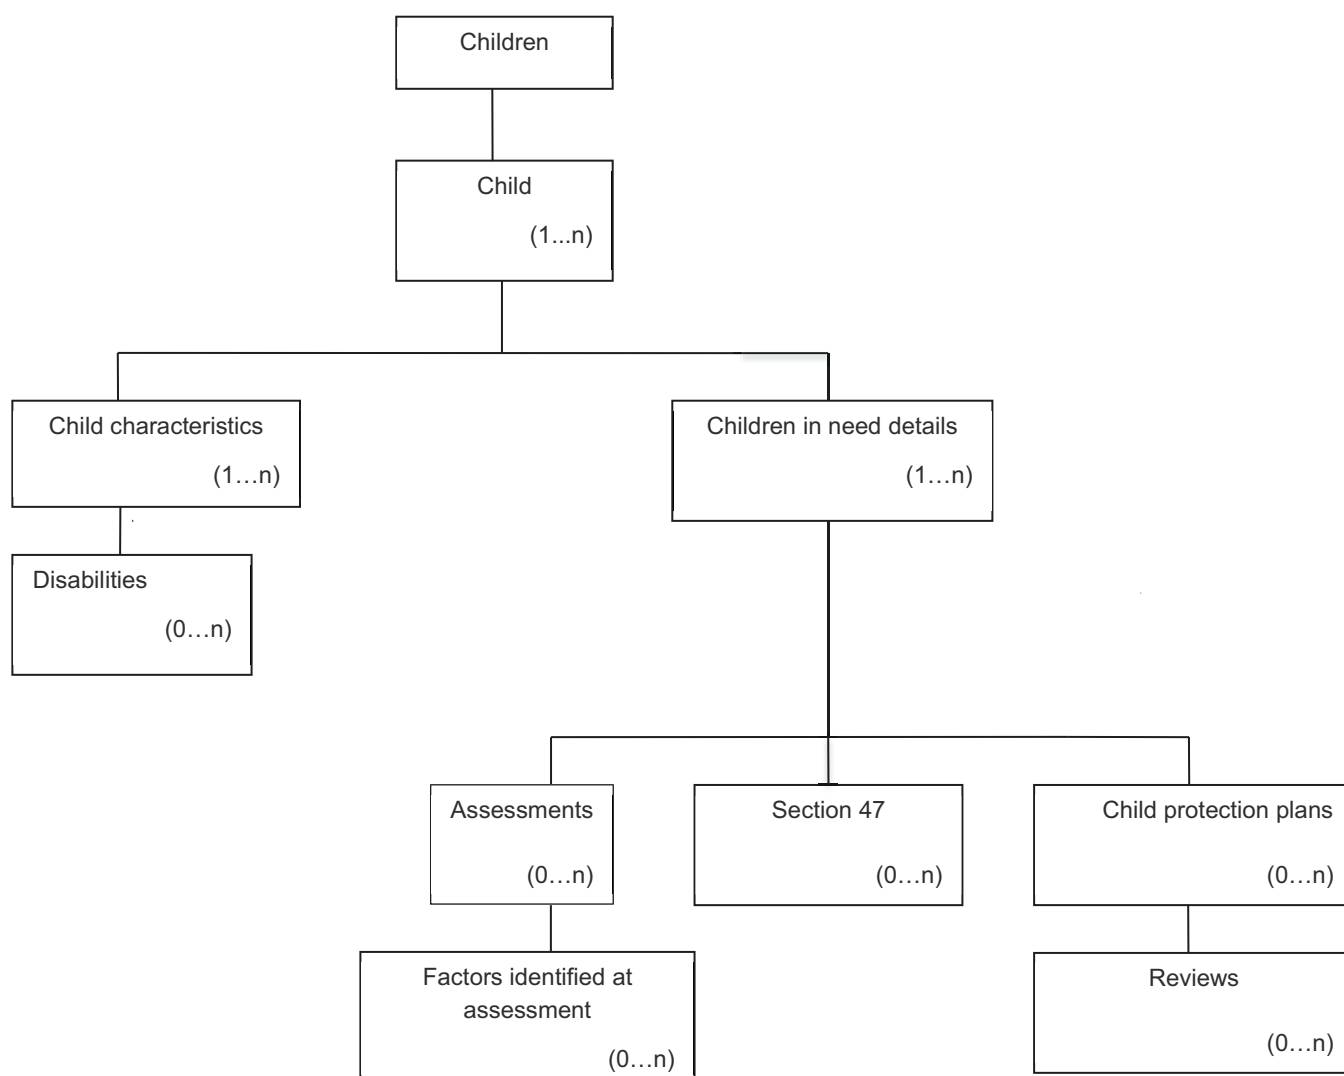 Children
Child
(1...n)
Child characteristics
(1…n)
Children in need details
(1…n)
Disabilities
(0…n)
Assessments
(0…n)
Section 47
(0…n)
Child protection plans
(0…n)
Factors identified at
assessment
(0…n)
Reviews
(0…n)